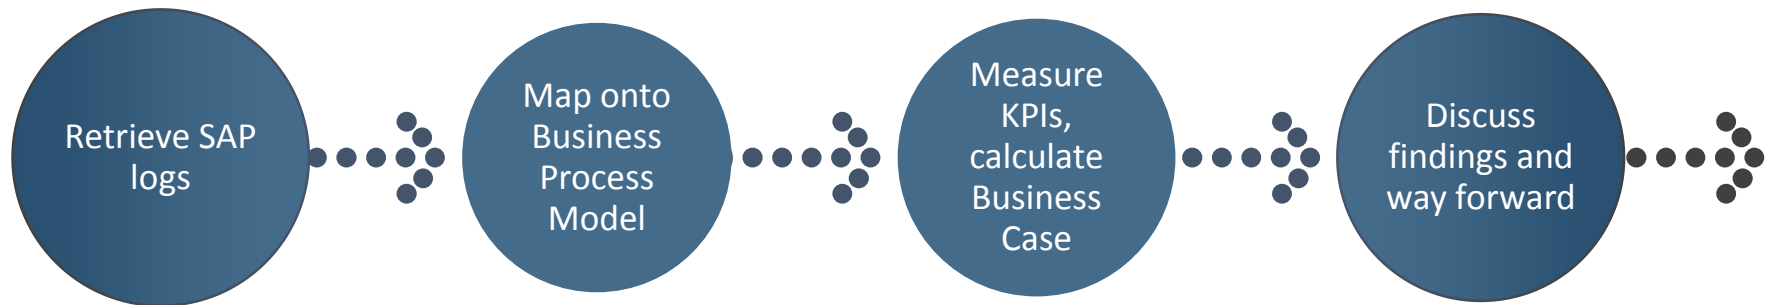 Retrieve SAP
logs
Map onto
Business
Process
Model
Measure
KPIs,
calculate
Business
Case
Discuss
findings and
way forward